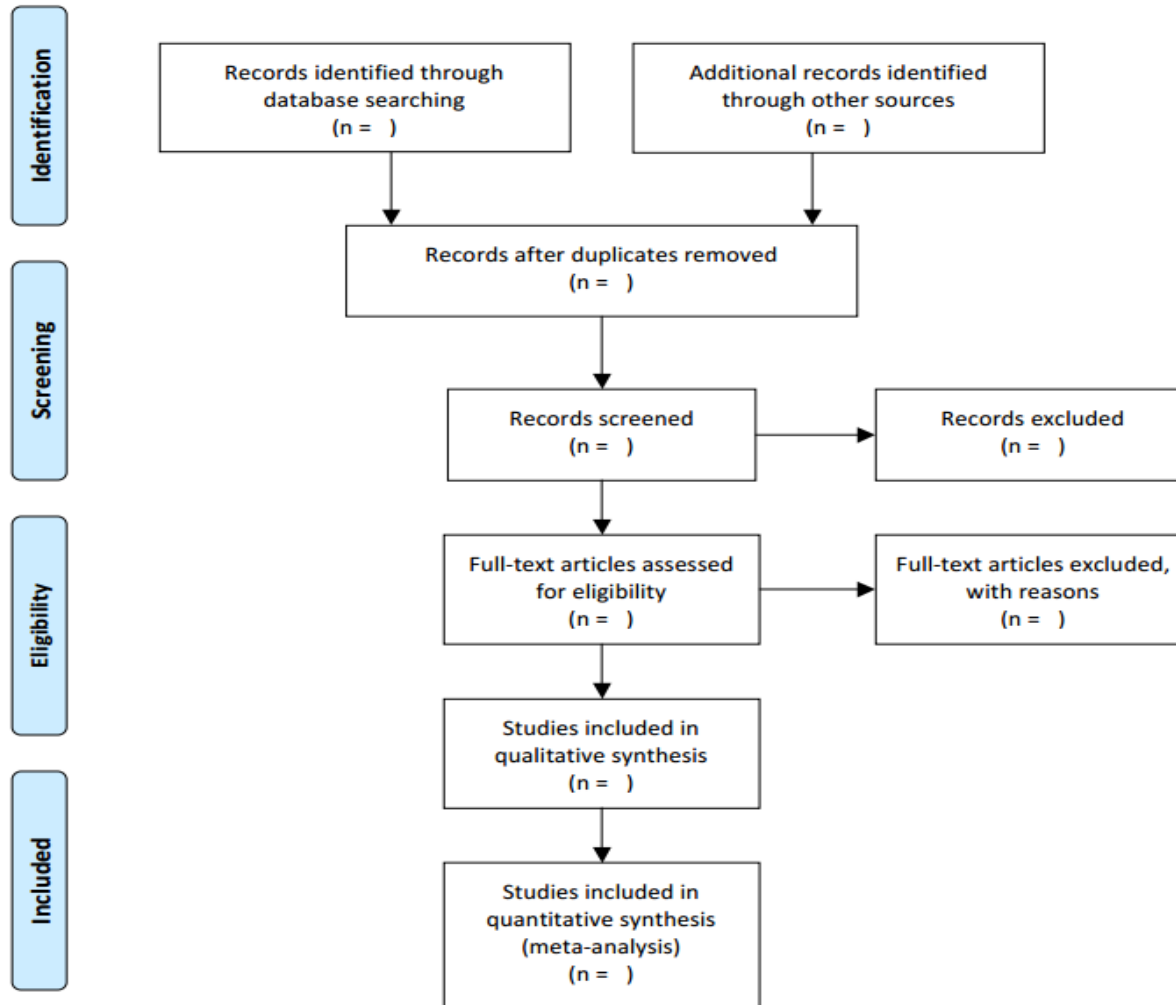 Identification
Records identified through
database searching
(n =   )
Additional records identified
through other sources
(n =   )
Records after duplicates removed
(n =   )
Screening
Records screened
(n =   )
Records excluded
(n =   )
Eligibility
Full-text articles assessed
for eligibility
(n =   )
Full-text articles excluded,
with reasons
(n =   )
Studies included in
qualitative synthesis
(n =   )
Included
Studies included in
quantitative synthesis
(meta-analysis)
(n =   )